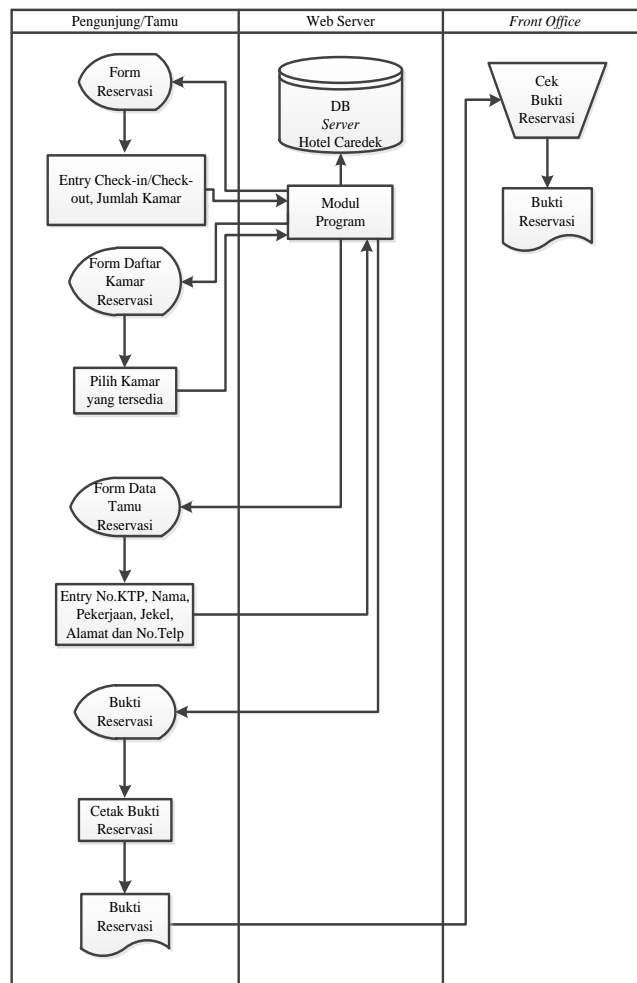 Pengunjung/Tamu
Web Server
Front Office
Form
Reservasi
Entry Check-in/Check-
out, Jumlah Kamar
Form Daftar
Kamar
Reservasi
Pilih Kamar
yang tersedia
Form Data
Tamu
Reservasi
Entry No.KTP, Nama,
Pekerjaan, Jekel,
Alamat dan No.Telp
Bukti
Reservasi
Cetak Bukti
Reservasi
Bukti
Reservasi
DB
Server
Hotel Caredek
Modul
Program
Cek
Bukti
Reservasi
Bukti
Reservasi